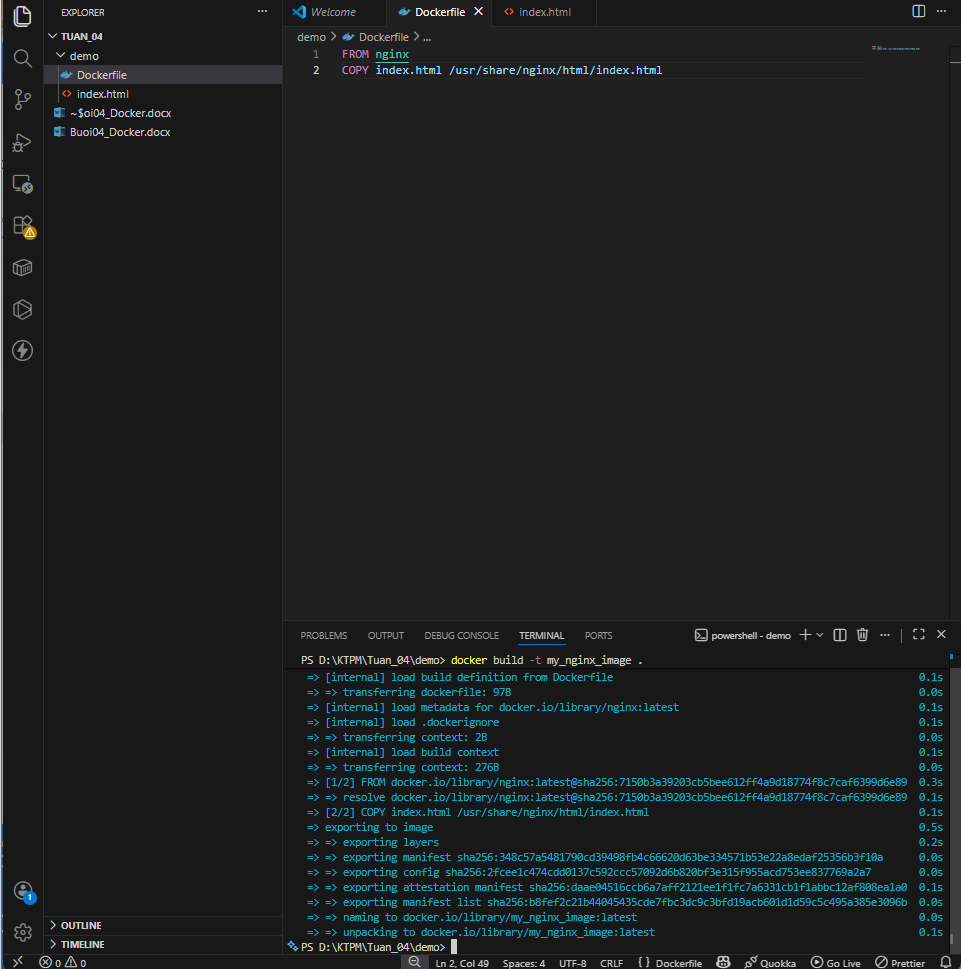 EXPLORER
TUAN_04
demo
Dockerfile
index.html
~$oi04_Docker.docx
Buoi04_Docker.docx
OUTLINE
TIMELINE
Welcome
Dockerfile
index.html
demo > Dockerfile > ...
1 FROM nginx
2 COPY index.html /usr/share/nginx/html/index.html
PROBLEMS OUTPUT DEBUG CONSOLE TERMINAL PORTS powershell - demo
PS D:\KTPM\Tuan_04\demo> docker build -t my_nginx_image .
=> [internal] load build definition from Dockerfile 0.1s
=> => transferring dockerfile: 97B 0.0s
=> [internal] load metadata for docker.io/library/nginx:latest 0.1s
=> [internal] load .dockerignore 0.1s
=> => transferring context: 2B 0.0s
=> [internal] load build context 0.1s
=> => transferring context: 276B 0.0s
=> [1/2] FROM docker.io/library/nginx:latest@sha256:7150b3a39203cb5bee612ff4a9d18774f8c7caf6399d6e89 0.3s
=> => resolve docker.io/library/nginx:latest@sha256:7150b3a39203cb5bee612ff4a9d18774f8c7caf6399d6e89 0.1s
=> [2/2] COPY index.html /usr/share/nginx/html/index.html 0.1s
=> exporting to image 0.5s
=> => exporting layers 0.2s
=> => exporting manifest sha256:348c57a5481790cd39498fb4c66620d63be334571b53e22a8edaf25356b3f10a 0.0s
=> => exporting config sha256:2fcee1c474cdd0137c592ccc57092d6b820bf3e315f955acd753ee837769a2a7 0.0s
=> => exporting attestation manifest sha256:daae04516ccb6a7aff2121ee1f1fc7a6331cb1f1abbc12af808ea1a0 0.1s
=> => exporting manifest list sha256:b8fef2c21b44045435cde7fbc3dc9c3bfd19acb601d1d59c5c495a385e3096b 0.0s
=> => naming to docker.io/library/my_nginx_image:latest 0.0s
=> => unpacking to docker.io/library/my_nginx_image:latest 0.1s
PS D:\KTPM\Tuan_04\demo>
1
0 0 Ln 2, Col 49 Spaces: 4 UTF-8 CRLF { } Dockerfile Quokka Go Live Prettier